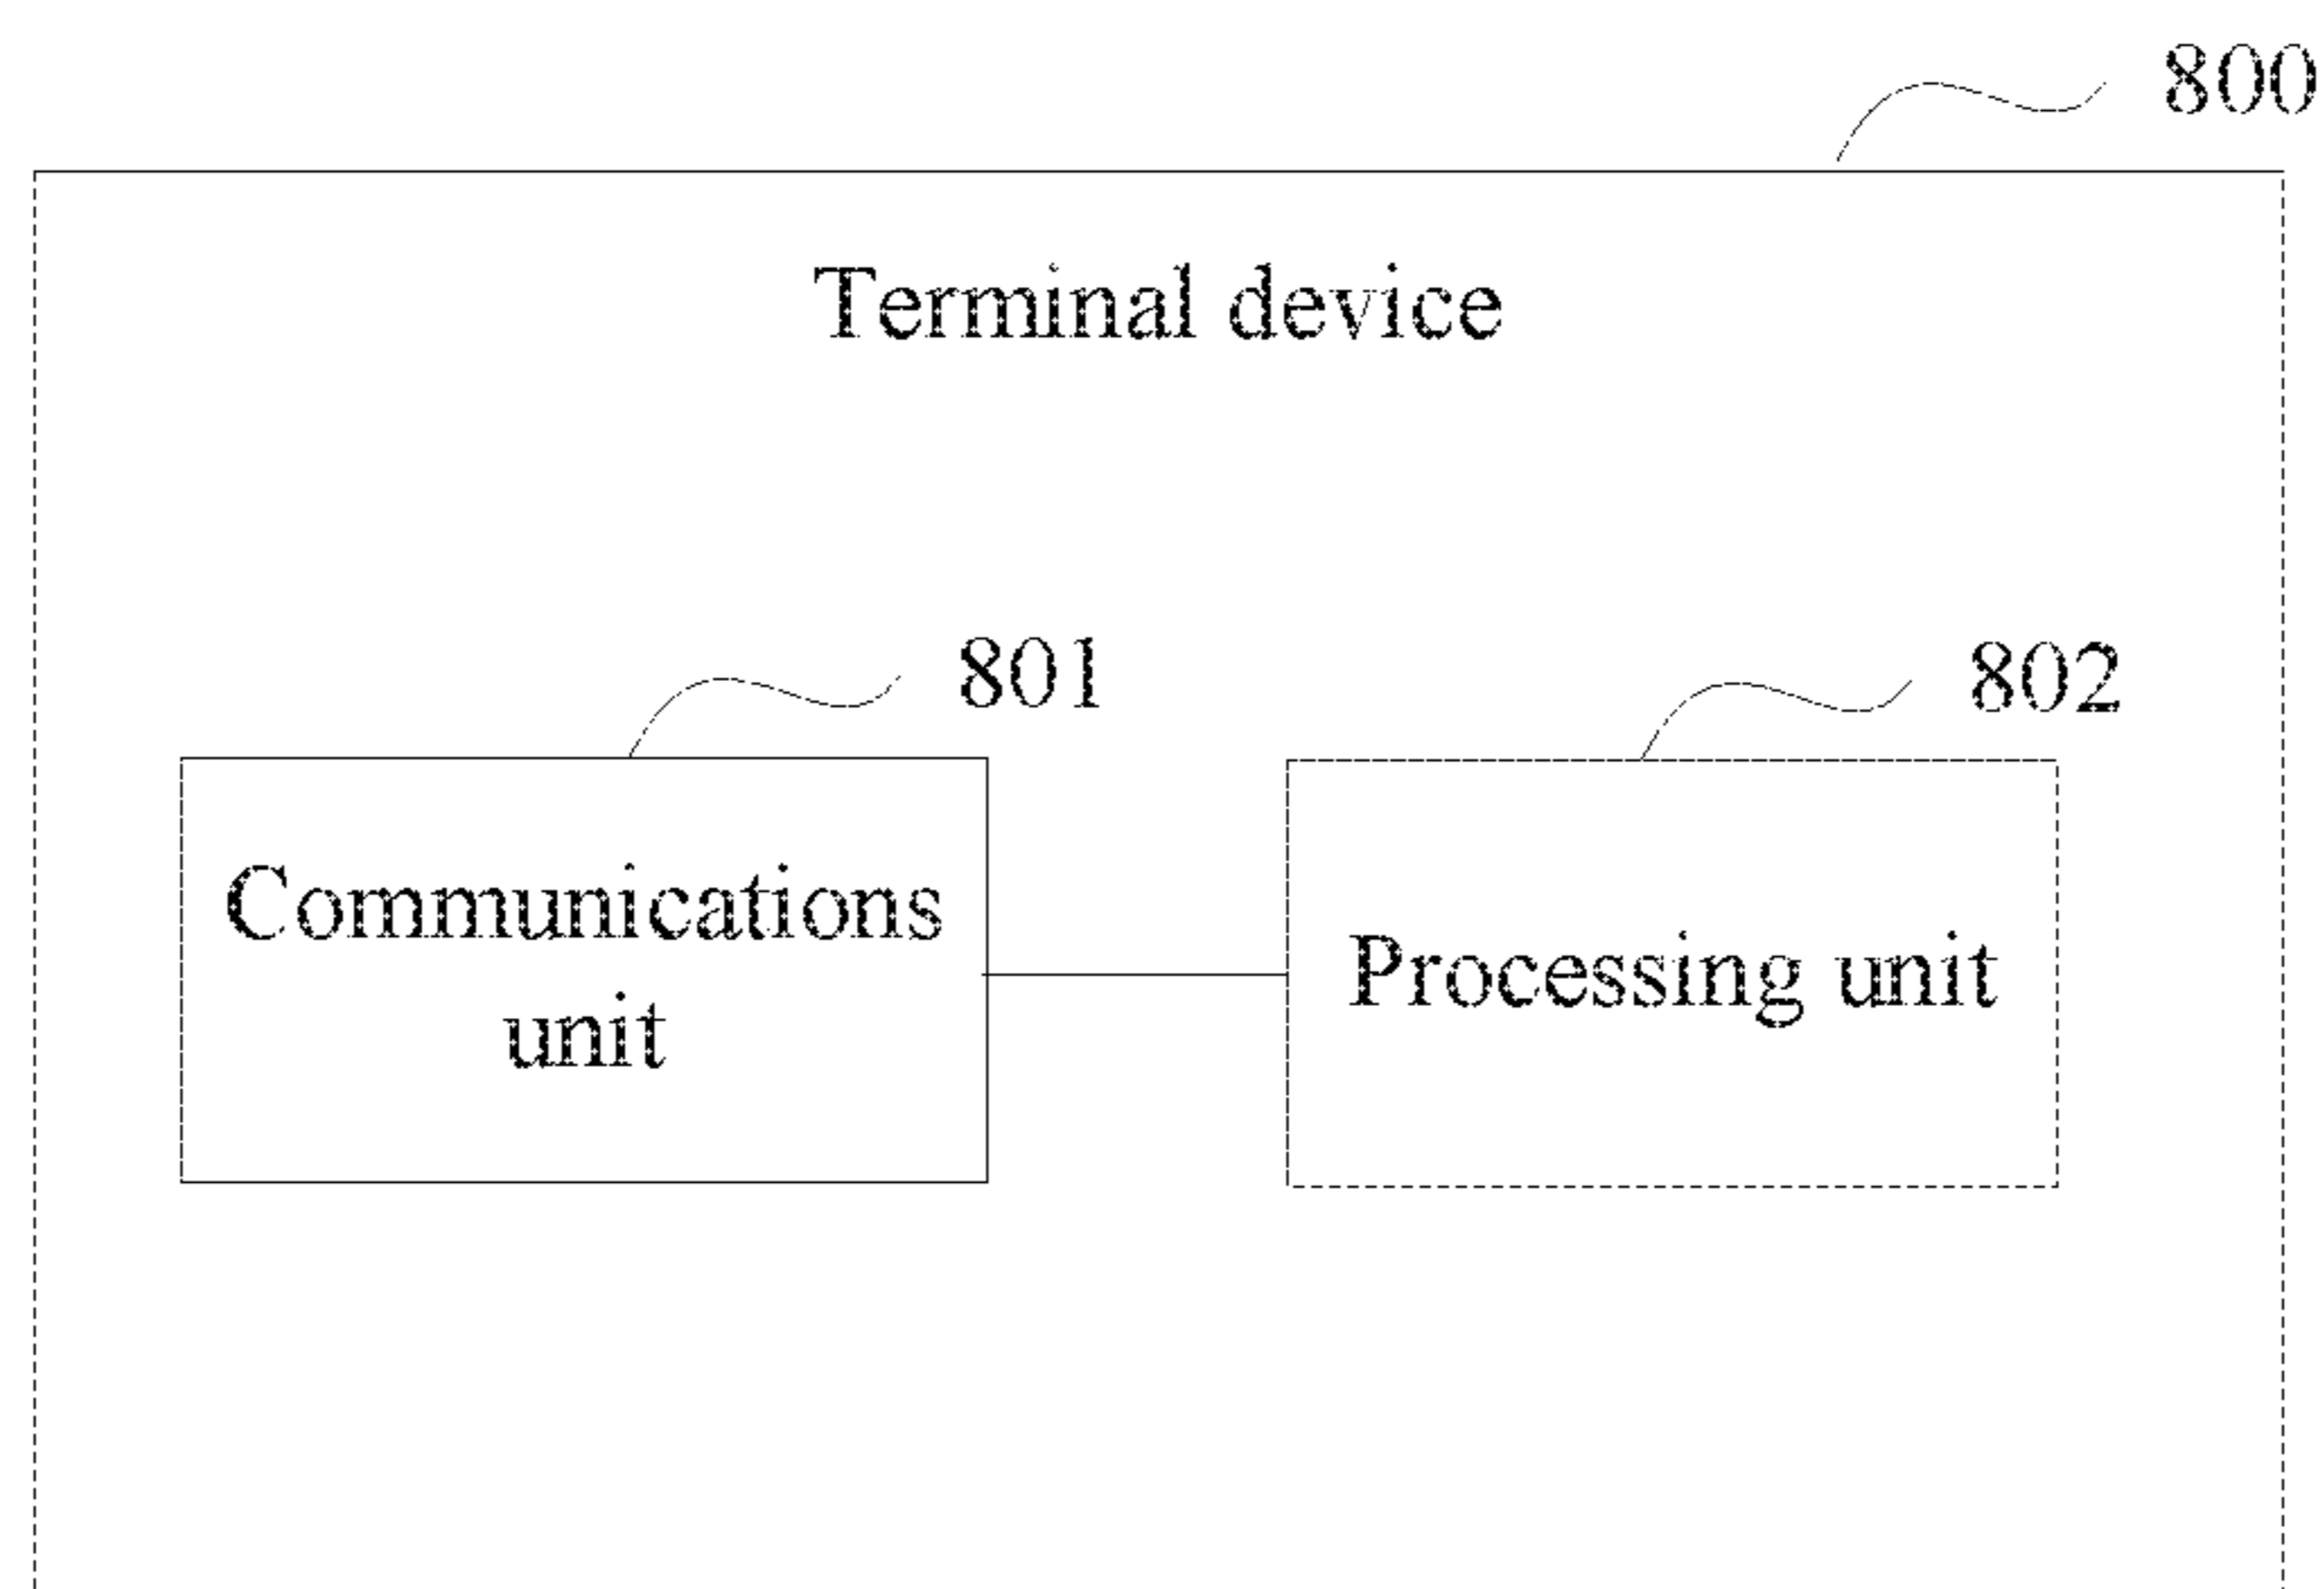 800
Terminal device
801
802
Communications
unit
Processing unit